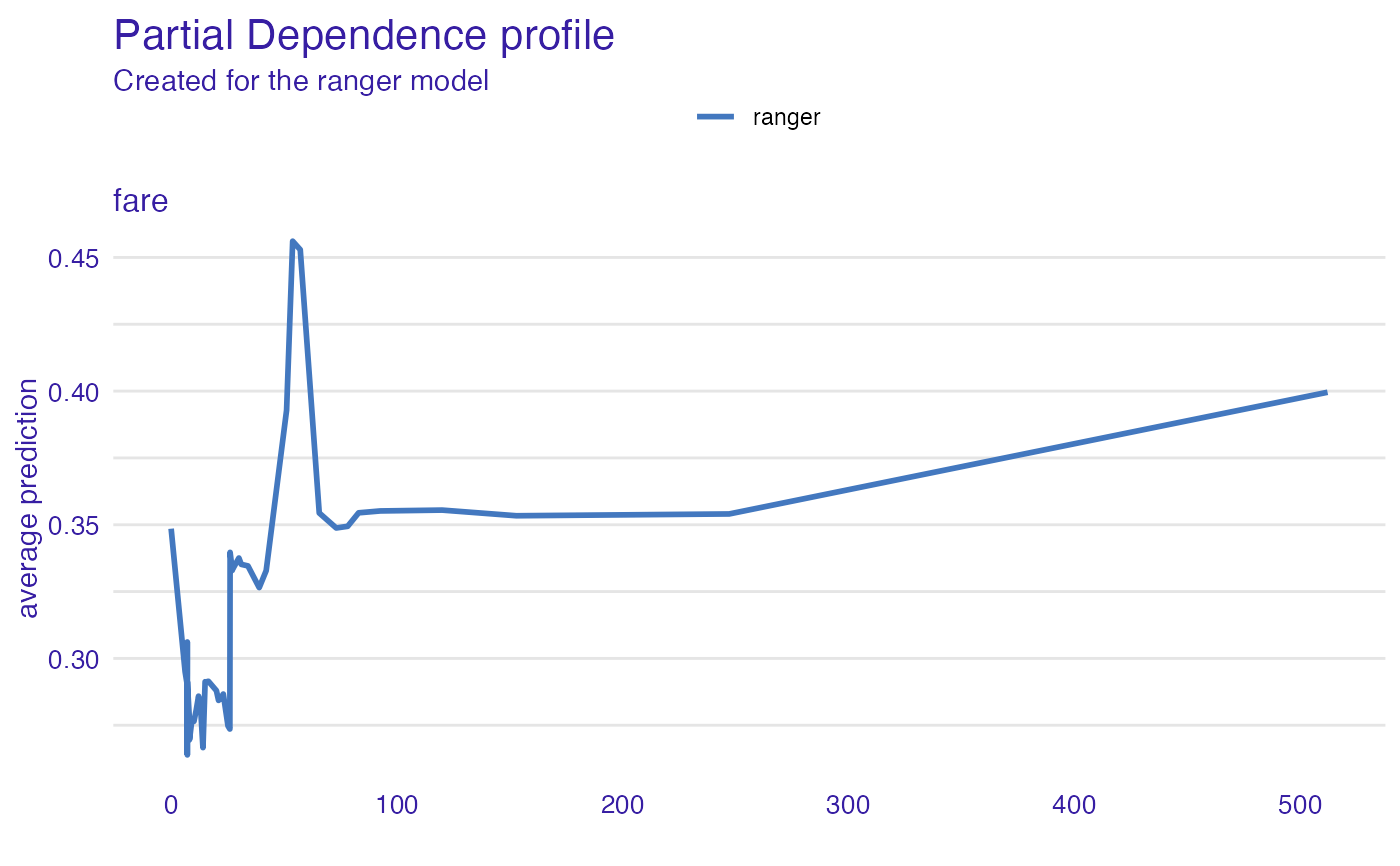 Partial Dependence profile
Created for the ranger model
ranger
fare
0.45
0.40
0.35
0.30
average prediction
0 100 200 300 400 500